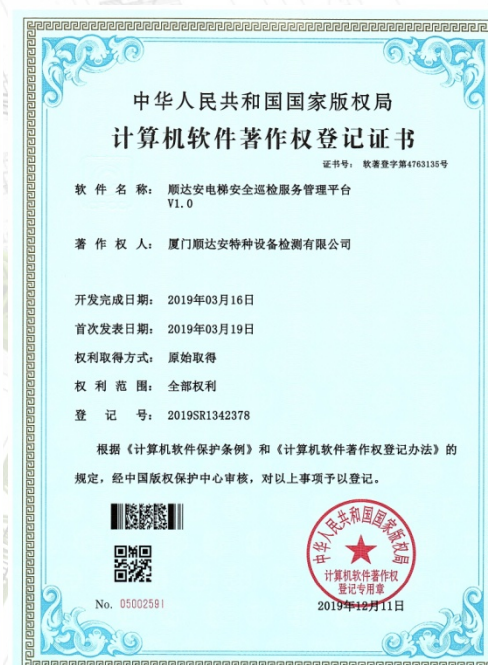 中华人民共和国国家版权局
计算机软件著作权登记证书
证书号： 软著登字第4763135号
软件名称： 顺达安电梯安全巡检服务管理平台
V1.0
著作权人： 厦门顺达安特种设备检测有限公司
开发完成日期： 2019年03月16日
首次发表日期： 2019年03月19日
权利取得方式： 原始取得
权利范围： 全部权利
登记号： 2019SR1342378
根据《计算机软件保护条例》和《计算机软件著作权登记办法》的
规定，经中国版权保护中心审核，对以上事项予以登记。
中华人民共和国国家版权局
计算机软件著作权
登记专用章
No. 05002591
2019年12月11日